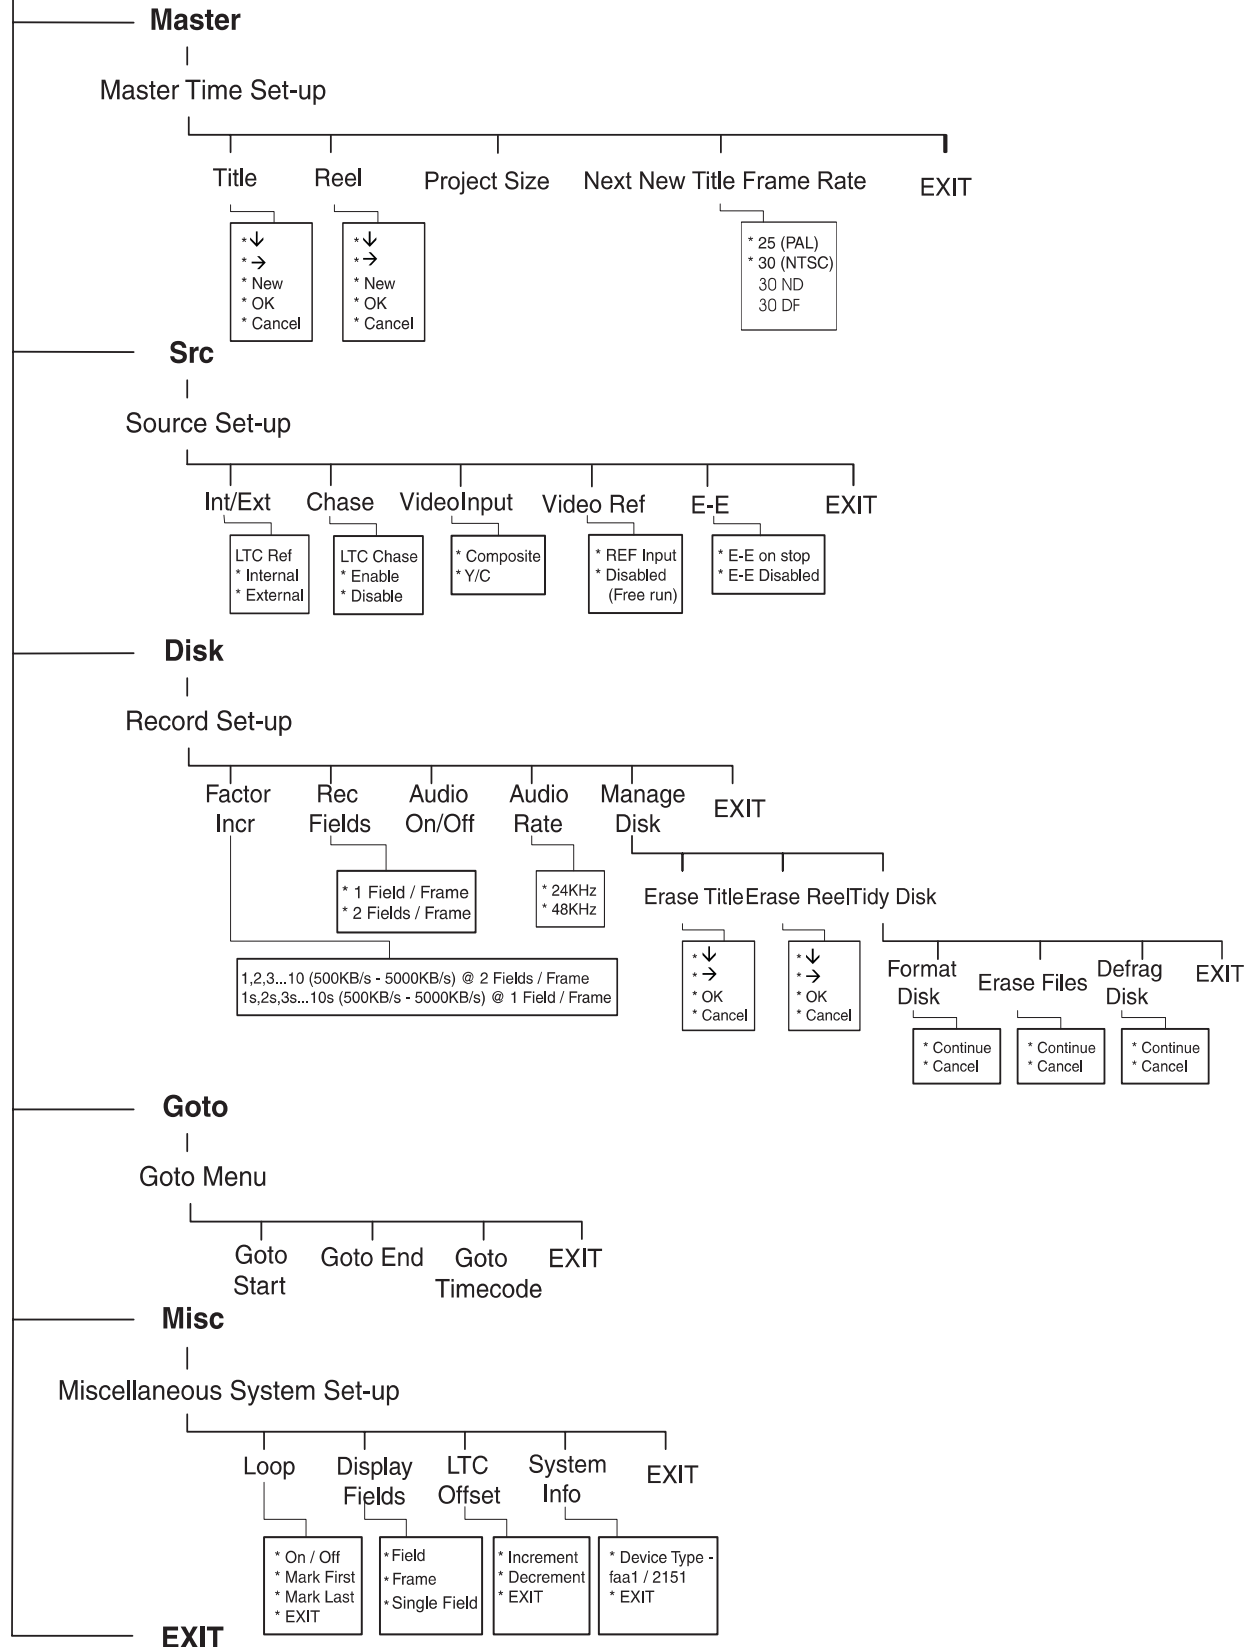 Master
Master Time Set-up
Title
Reel
Project Size
Next New Title Frame Rate
EXIT
* ↓
* →
* New
* OK
* Cancel
* ↓
* →
* New
* OK
* Cancel
* 25 (PAL)
* 30 (NTSC)
30 ND
30 DF
Src
Source Set-up
Int/Ext
Chase
VideoInput
Video Ref
E-E
EXIT
LTC Ref
* Internal
* External
LTC Chase
* Enable
* Disable
* Composite
* Y/C
* REF Input
* Disabled
(Free run)
* E-E on stop
* E-E Disabled
Disk
Record Set-up
Factor
Incr
Rec
Fields
Audio
On/Off
Audio
Rate
Manage
Disk
EXIT
* 1 Field / Frame
* 2 Fields / Frame
* 24KHz
* 48KHz
Erase Title
Erase Reel
Tidy Disk
1,2,3...10 (500KB/s - 5000KB/s) @ 2 Fields / Frame
1s,2s,3s...10s (500KB/s - 5000KB/s) @ 1 Field / Frame
* ↓
* →
* OK
* Cancel
* ↓
* →
* OK
* Cancel
Format
Disk
Erase Files
Defrag
Disk
EXIT
* Continue
* Cancel
* Continue
* Cancel
* Continue
* Cancel
Goto
Goto Menu
Goto
Start
Goto End
Goto
Timecode
EXIT
Misc
Miscellaneous System Set-up
Loop
Display
Fields
LTC
Offset
System
Info
EXIT
* On / Off
* Mark First
* Mark Last
* EXIT
* Field
* Frame
* Single Field
* Increment
* Decrement
* EXIT
* Device Type -
faa1 / 2151
* EXIT
EXIT